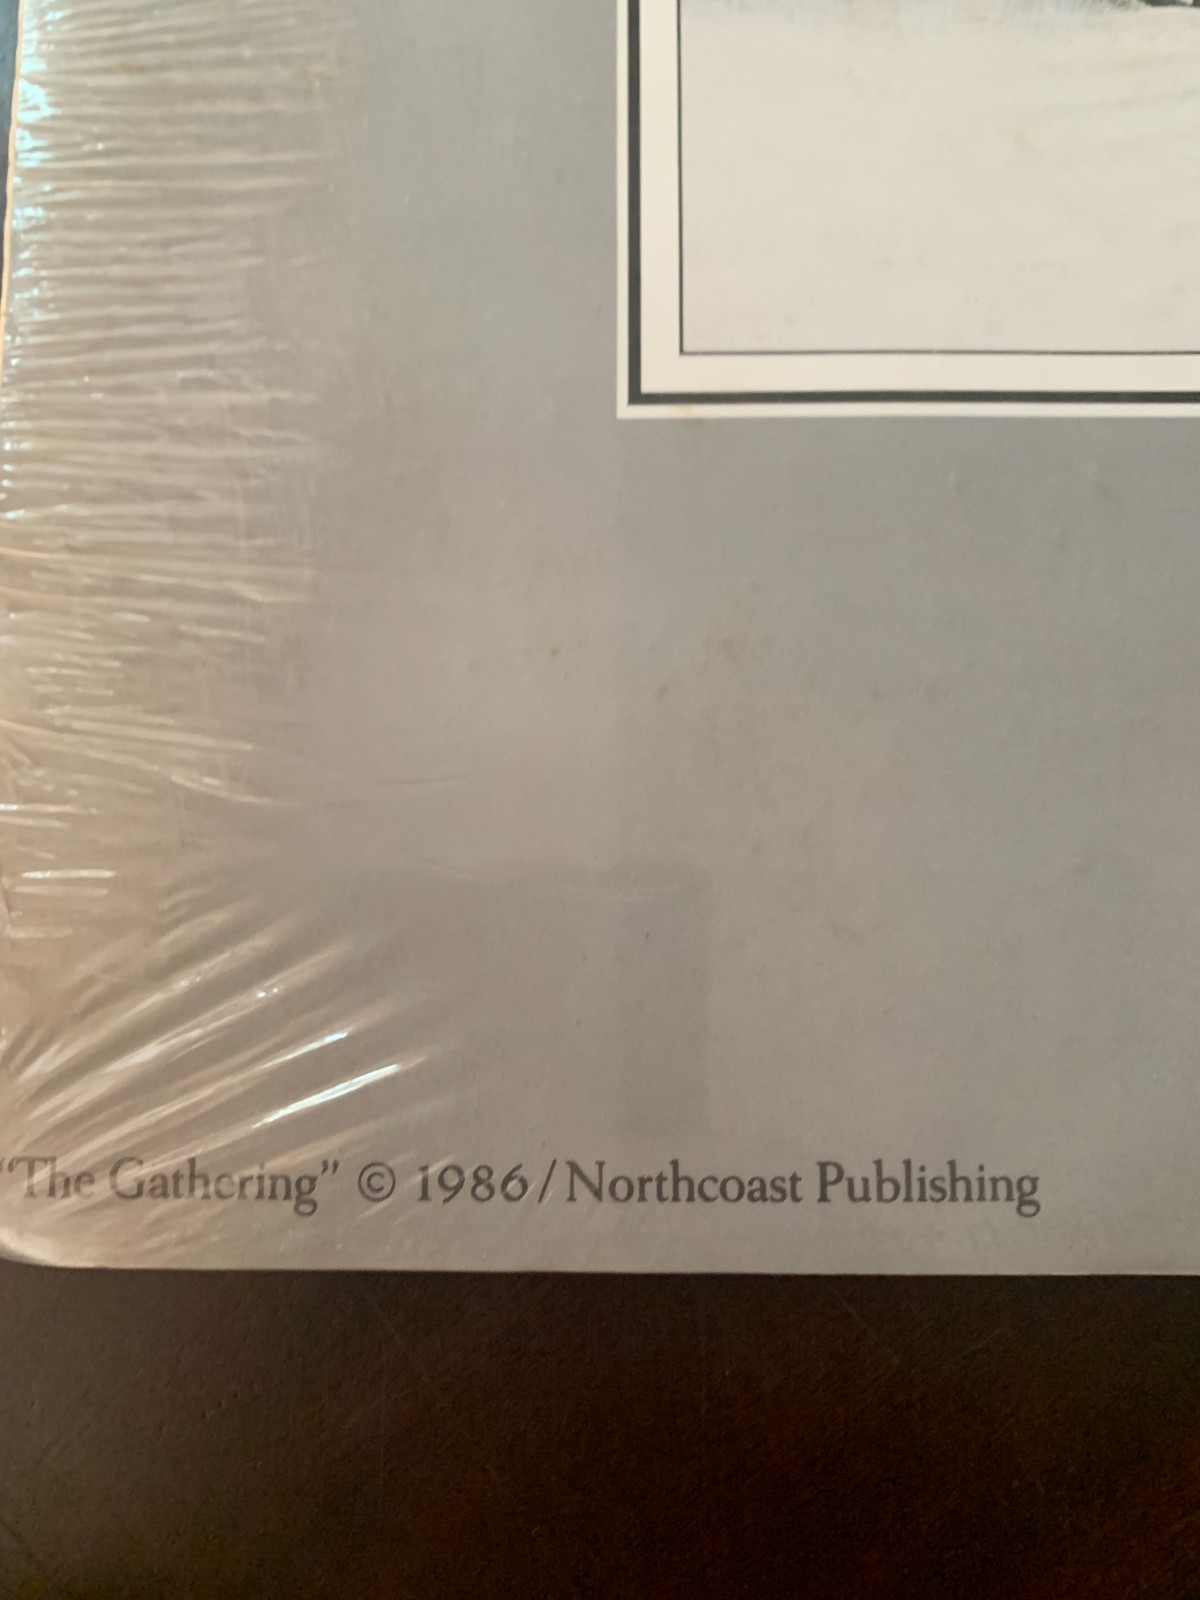 “The Gathering” © 1986/Northcoast Publishing